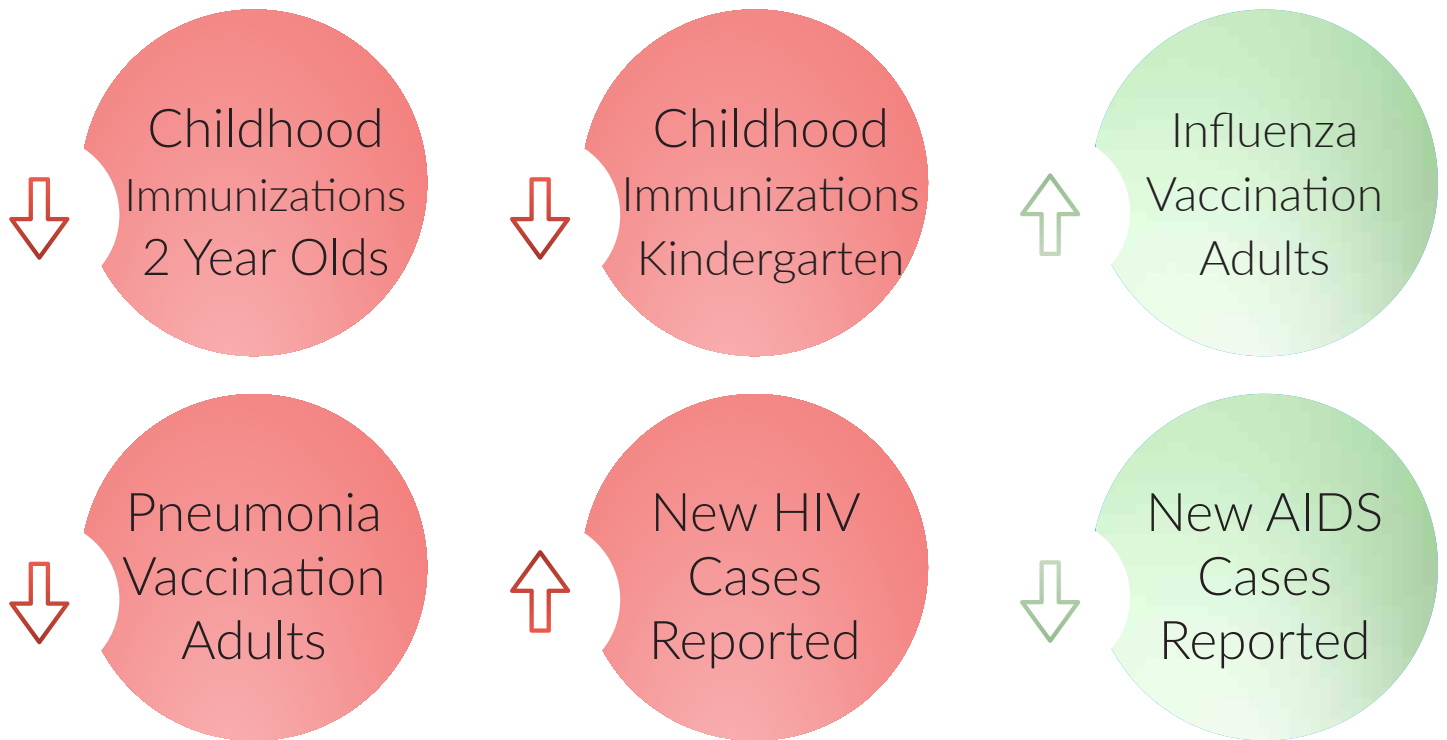 Childhood
Immunizations
2 Year Olds
Childhood
Immunizations
Kindergarten
Influenza
Vaccination
Adults
Pneumonia
Vaccination
Adults
New HIV
Cases
Reported
New AIDS
Cases
Reported